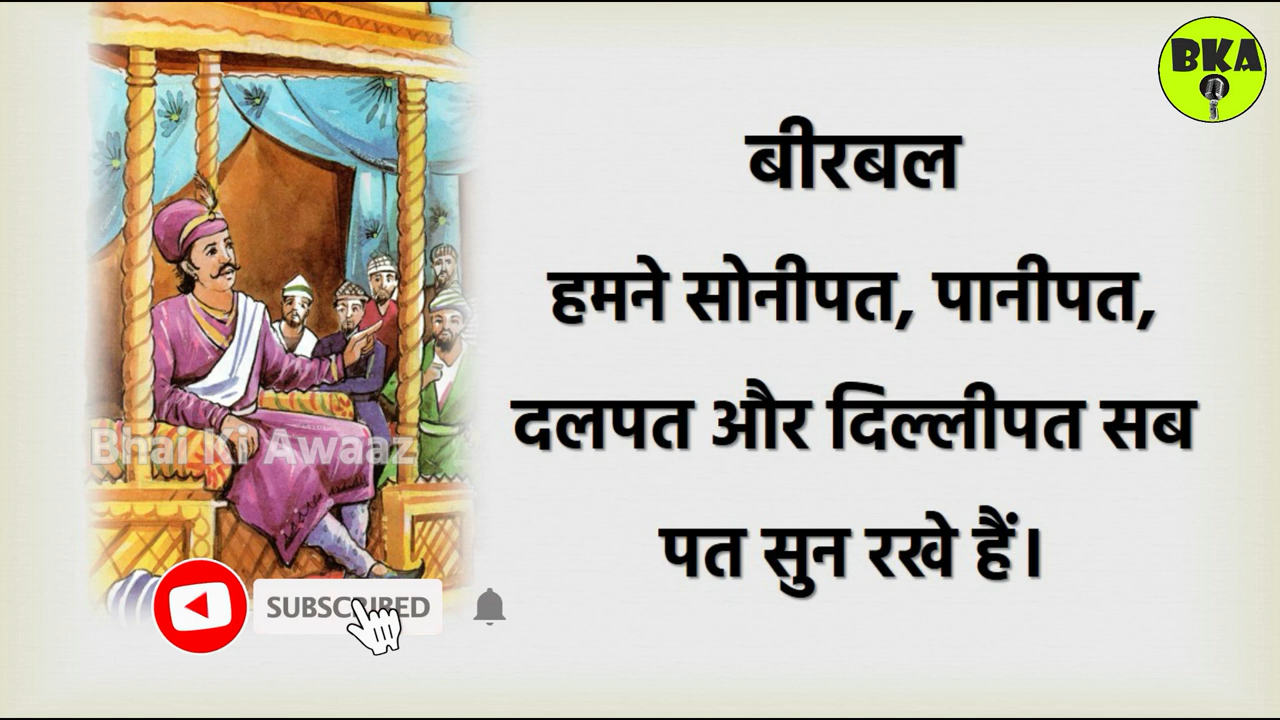 BKA
बीरबल
हमने सोनीपत, पानीपत,
दलपत और दिल्लीपत सब
पत सुन रखे हैं।
Bhai Ki Awaaz
SUBSCRIBED